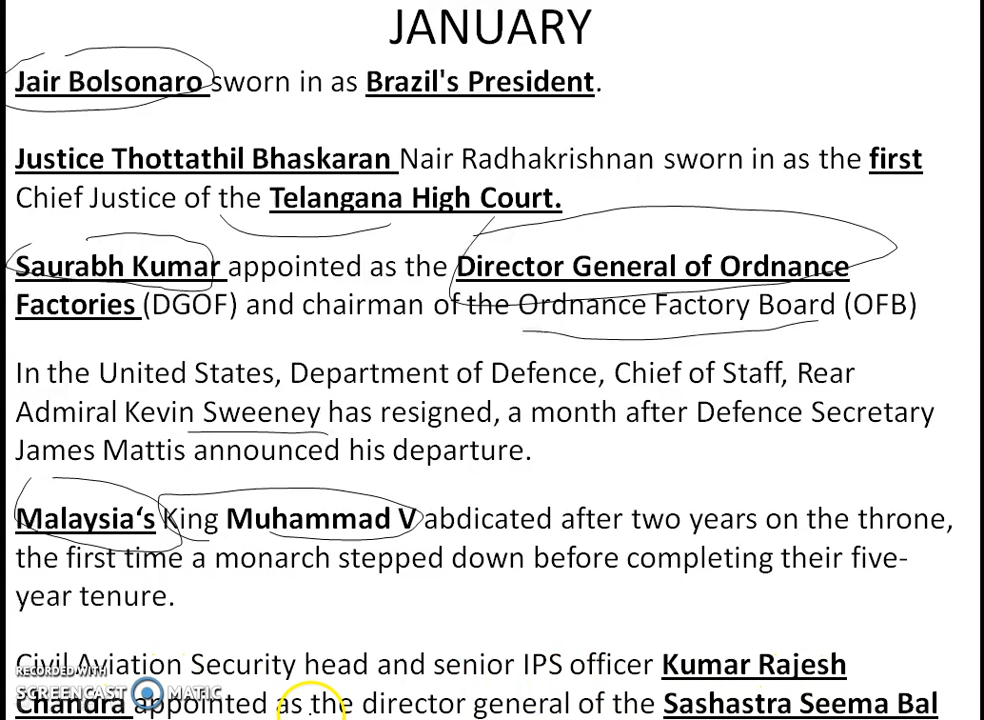 JANUARY
Jair Bolsonaro sworn in as Brazil's President.
Justice Thottathil Bhaskaran Nair Radhakrishnan sworn in as the first
Chief Justice of the Telangana High Court.
Saurabh Kumar appointed as the Director General of Ordnance
Factories (DGOF) and chairman of the Ordnance Factory Board (OFB)
In the United States, Department of Defence, Chief of Staff, Rear
Admiral Kevin Sweeney has resigned, a month after Defence Secretary
James Mattis announced his departure.
Malaysia‘s King Muhammad V abdicated after two years on the throne,
the first time a monarch stepped down before completing their five-
year tenure.
Civil Aviation Security head and senior IPS officer Kumar Rajesh
RECORDED WITH
Chandra appointed as the director general of the Sashastra Seema Bal
SCREENCAST MATIC